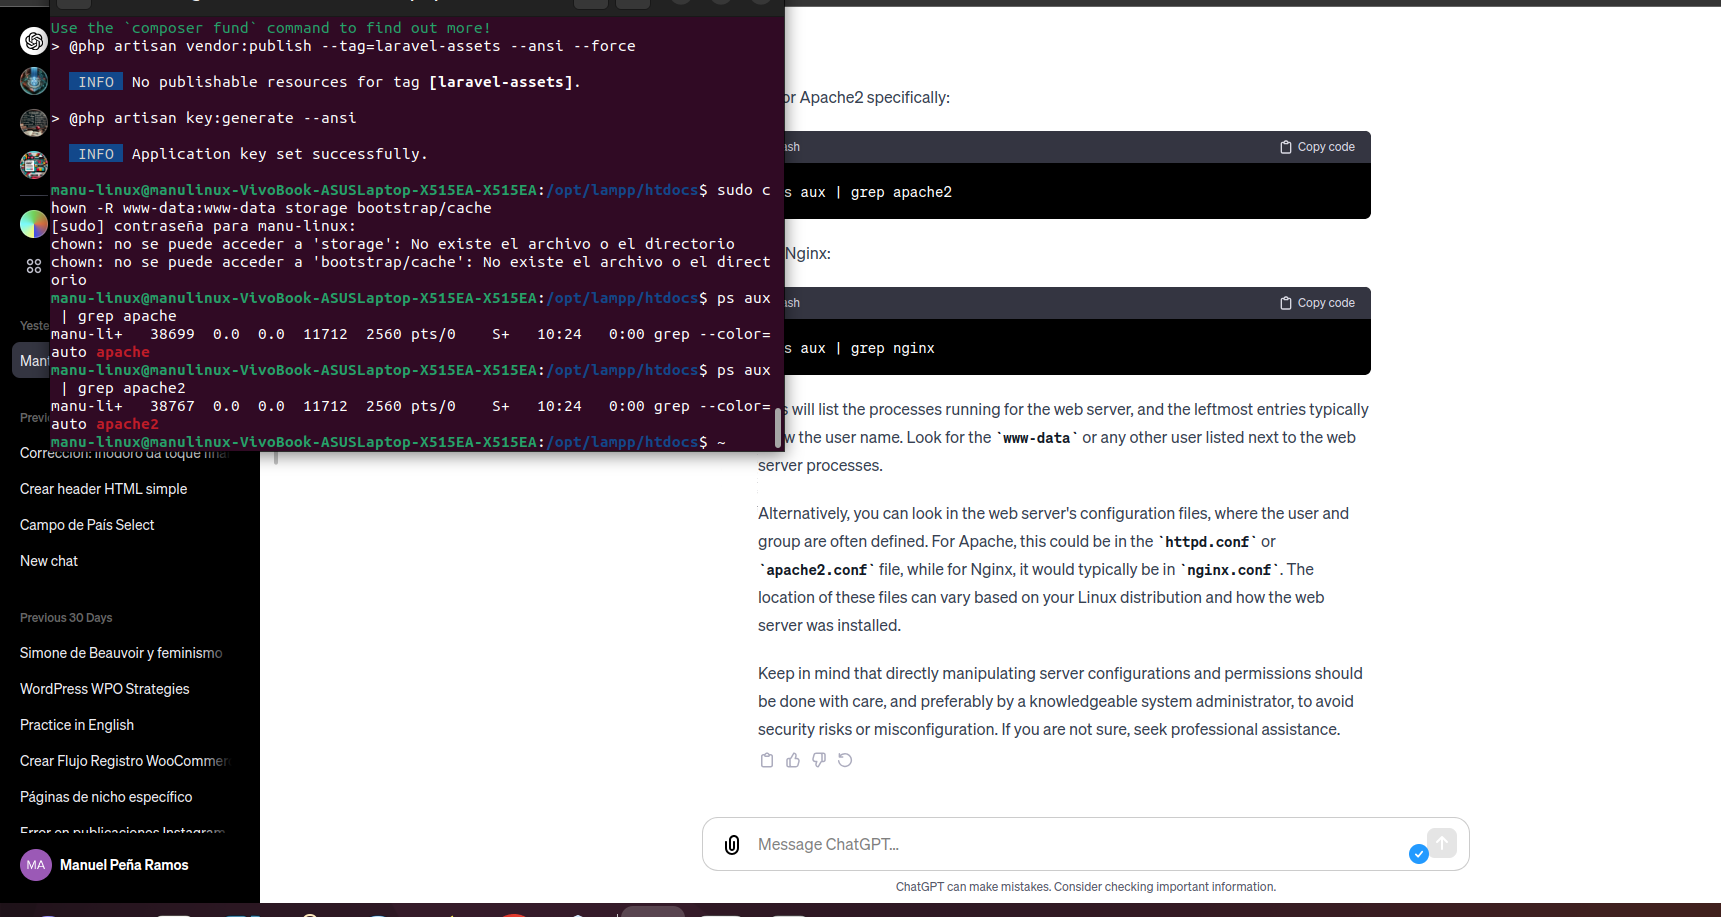 Use the `composer fund` command to find out more!
> @php artisan vendor:publish --tag=laravel-assets --ansi --force
INFO No publishable resources for tag [laravel-assets].
> @php artisan key:generate --ansi
INFO Application key set successfully.
manu-linux@manulinux-VivoBook-ASUSLaptop-X515EA-X515EA:/opt/lampp/htdocs$ sudo c
hown -R www-data:www-data storage bootstrap/cache
[sudo] contraseña para manu-linux:
chown: no se puede acceder a 'storage': No existe el archivo o el directorio
chown: no se puede acceder a 'bootstrap/cache': No existe el archivo o el direct
orio
manu-linux@manulinux-VivoBook-ASUSLaptop-X515EA-X515EA:/opt/lampp/htdocs$ ps aux
| grep apache
manu-li+ 38699 0.0 0.0 11712 2560 pts/0 S+ 10:24 0:00 grep --color=
auto apache
manu-linux@manulinux-VivoBook-ASUSLaptop-X515EA-X515EA:/opt/lampp/htdocs$ ps aux
| grep apache2
manu-li+ 38767 0.0 0.0 11712 2560 pts/0 S+ 10:24 0:00 grep --color=
auto apache2
manu-linux@manulinux-VivoBook-ASUSLaptop-X515EA-X515EA:/opt/lampp/htdocs$ ~
Crear header HTML simple
Campo de País Select
New chat
Previous 30 Days
Simone de Beauvoir y feminismo
WordPress WPO Strategies
Practice in English
Crear Flujo Registro WooCommer
Páginas de nicho específico
Error en publicaciones Instagram
MA Manuel Peña Ramos
or Apache2 specifically:
ash Copy code
s aux | grep apache2
Nginx:
ash Copy code
s aux | grep nginx
s will list the processes running for the web server, and the leftmost entries typically
w the user name. Look for the `www-data` or any other user listed next to the web
server processes.
Alternatively, you can look in the web server's configuration files, where the user and
group are often defined. For Apache, this could be in the `httpd.conf` or
`apache2.conf` file, while for Nginx, it would typically be in `nginx.conf`. The
location of these files can vary based on your Linux distribution and how the web
server was installed.
Keep in mind that directly manipulating server configurations and permissions should
be done with care, and preferably by a knowledgeable system administrator, to avoid
security risks or misconfiguration. If you are not sure, seek professional assistance.
Message ChatGPT…
ChatGPT can make mistakes. Consider checking important information.